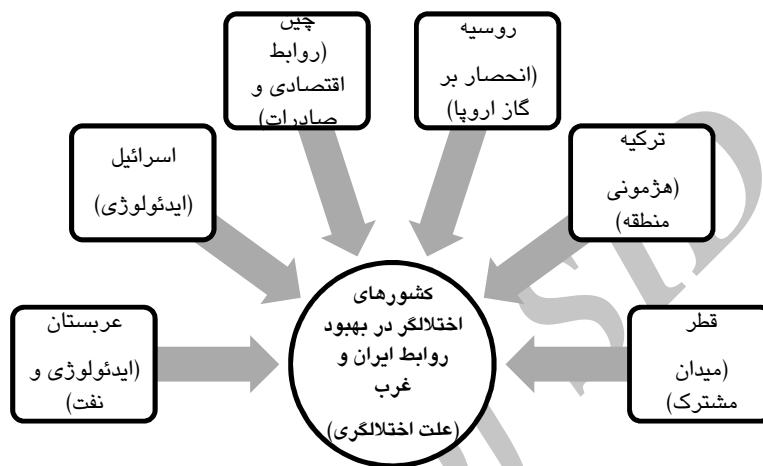 روسیه
(انحصار بر
گاز اروپا)
چین
(روابط
اقتصادی و
صادرات)
ترکیه
(هژمونی
منطقه)
اسرائیل
(ایدئولوژی)
قطر
(میدان
مشترک)
عربستان
(ایدئولوژی و
نفت)
کشورهای
اختلالگر در بهبود
روابط ایران و
غرب
(علت اختلالگری)
SID